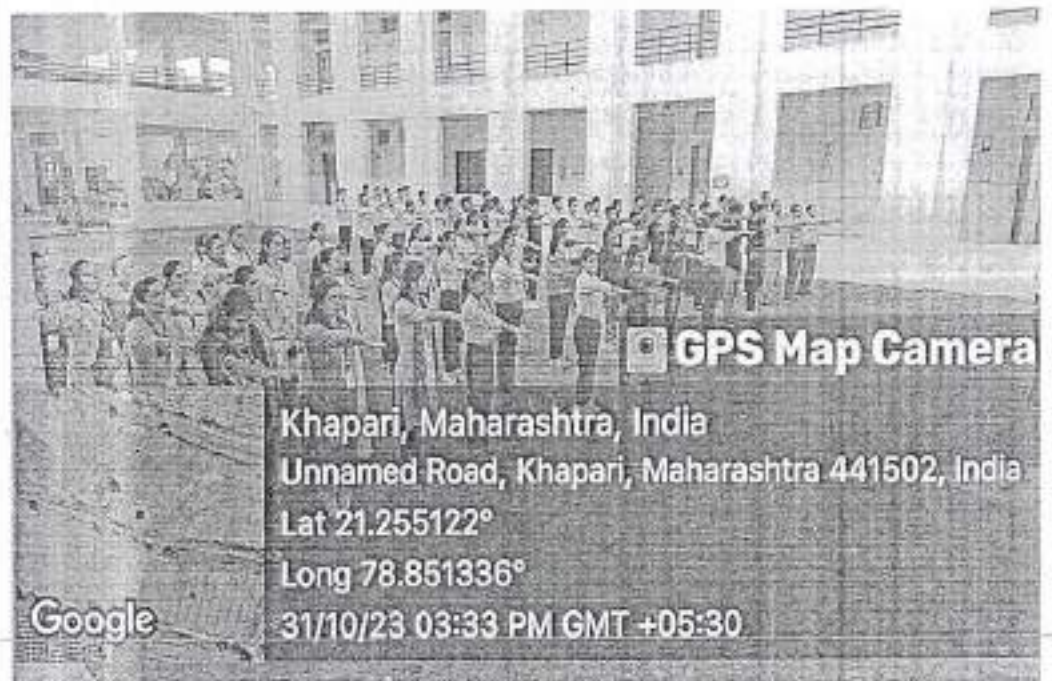 GPS Map Camera
Khapari, Maharashtra, India
Unnamed Road, Khapari, Maharashtra 441502, India
Lat 21.255122°
Long 78.851336°
31/10/23 03:33 PM GMT +05:30
Google